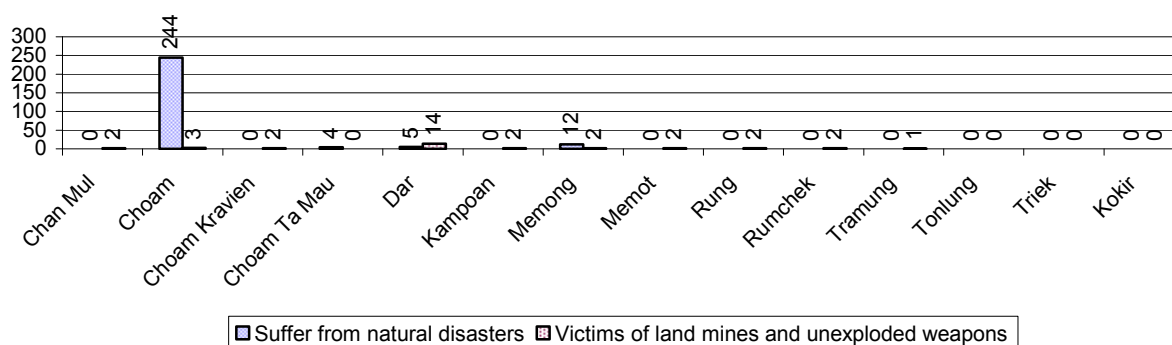 300
250
200
150
100
50
0
0 2 244 3 0 2 4 0 5 14 0 2 12 2 0 2 0 2 0 2 0 1 0 0 0 0 0 0
Chan Mul
Choam
Choam Kravien
Choam Ta Mau
Dar
Kampoan
Memong
Memot
Rung
Rumchek
Tramung
Tonlung
Triek
Kokir
Suffer from natural disasters Victims of land mines and unexploded weapons